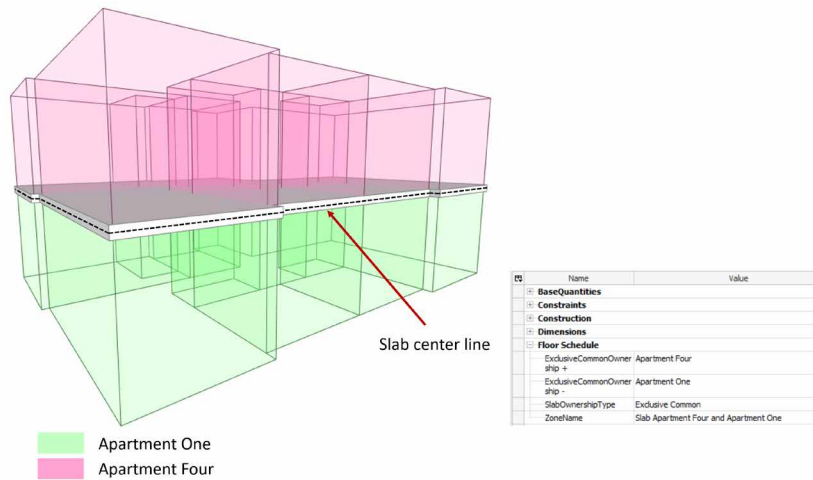 Slab center line
Name Value
BaseQuantities
Constraints
Construction
Dimensions
Floor Schedule
ExclusiveCommonOwner Apartment Four
ship +
ExclusiveCommonOwner Apartment One
ship -
SlabOwnershipType Exclusive Common
ZoneName Slab Apartment Four and Apartment One
Apartment One
Apartment Four